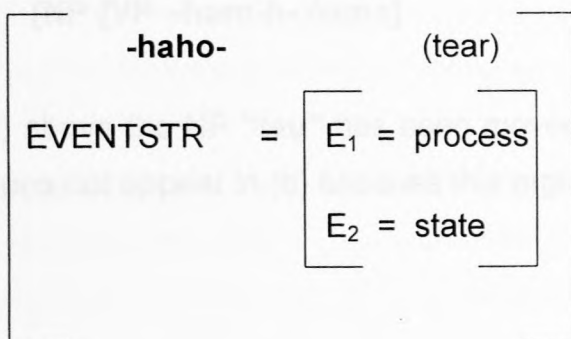 -haho- (tear)
EVENTSTR = E₁ = process
E₂ = state